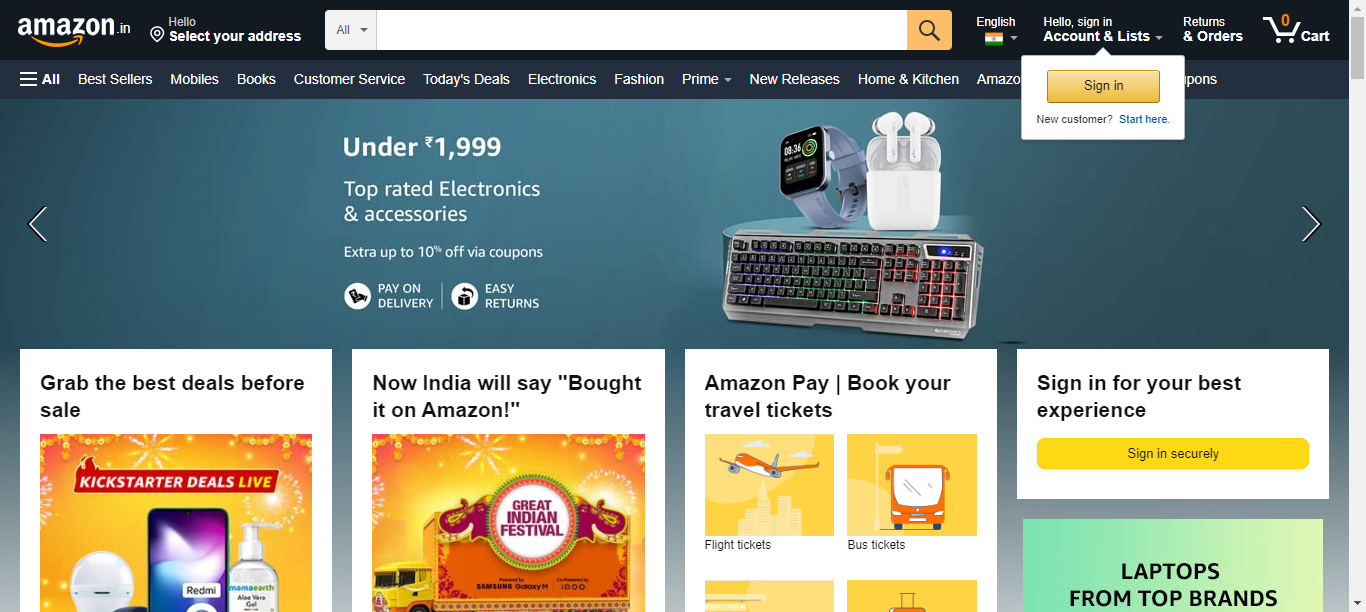 amazon.in
Hello
Select your address
All
English
Hello, sign in
Account & Lists
Returns
& Orders
0
Cart
All
Best Sellers
Mobiles
Books
Customer Service
Today's Deals
Electronics
Fashion
Prime
New Releases
Home & Kitchen
Amazo
upons
Sign in
New customer? Start here.
Under ₹1,999
Top rated Electronics
& accessories
Extra up to 10% off via coupons
PAY ON
DELIVERY
EASY
RETURNS
08:36
Grab the best deals before
sale
KICKSTARTER DEALS LIVE
Redmi
mamaearth
Aloe Vera
Gel
Now India will say "Bought
it on Amazon!"
GREAT
INDIAN
FESTIVAL
Powered by
SAMSUNG Galaxy M
Co-Powered by
iQOO
Amazon Pay | Book your
travel tickets
Flight tickets
Bus tickets
Sign in for your best
experience
Sign in securely
LAPTOPS
FROM TOP BRANDS